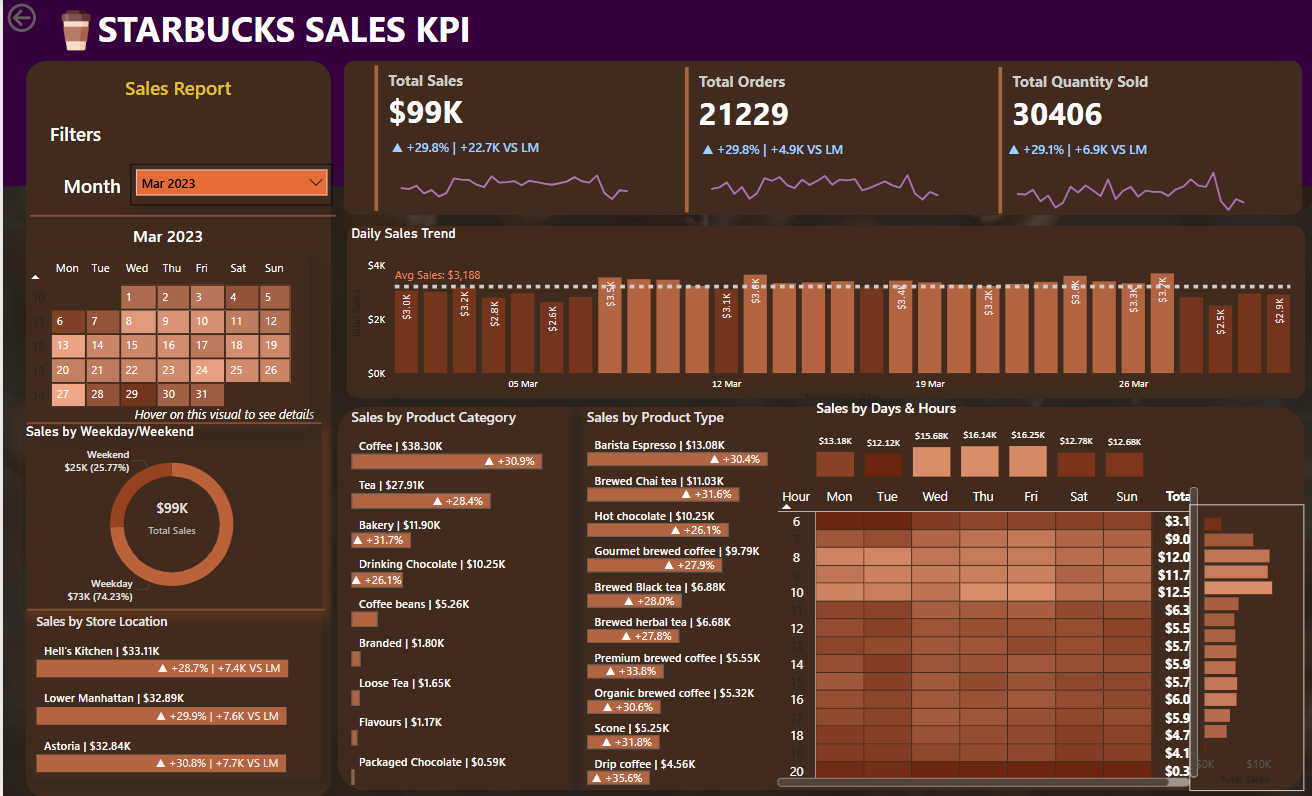 STARBUCKS SALES KPI
Sales Report
Filters
Month
Mar 2023
Total Sales
$99K
▲ +29.8% | +22.7K VS LM
Total Orders
21229
▲ +29.8% | +4.9K VS LM
Total Quantity Sold
30406
▲ +29.1% | +6.9K VS LM
Mar 2023
Mon Tue Wed Thu Fri Sat Sun
10 1 2 3 4 5
11 6 7 8 9 10 11 12
12 13 14 15 16 17 18 19
13 20 21 22 23 24 25 26
14 27 28 29 30 31
Hover on this visual to see details
Daily Sales Trend
Total Sales
$4K
$2K
$0K
Avg Sales: $3,188
$3.0K $3.2K $2.8K $2.6K $3.5K $3.1K $3.4K $3.2K $3.3K $2.5K $2.9K
05 Mar 12 Mar 19 Mar 26 Mar
Sales by Weekday/Weekend
Weekend
$25K (25.77%)
$99K
Total Sales
Weekday
$73K (74.23%)
Sales by Store Location
Hell's Kitchen | $33.11K
▲ +28.7% | +7.4K VS LM
Lower Manhattan | $32.89K
▲ +29.9% | +7.6K VS LM
Astoria | $32.84K
▲ +30.8% | +7.7K VS LM
Sales by Product Category
Coffee | $38.30K
▲ +30.9%
Tea | $27.91K
▲ +28.4%
Bakery | $11.90K
▲ +31.7%
Drinking Chocolate | $10.25K
▲ +26.1%
Coffee beans | $5.26K
Branded | $1.80K
Loose Tea | $1.65K
Flavours | $1.17K
Packaged Chocolate | $0.59K
Sales by Product Type
Barista Espresso | $13.08K
▲ +30.4%
Brewed Chai tea | $11.03K
▲ +31.6%
Hot chocolate | $10.25K
▲ +26.1%
Gourmet brewed coffee | $9.79K
▲ +27.9%
Brewed Black tea | $6.88K
▲ +28.0%
Brewed herbal tea | $6.68K
▲ +27.8%
Premium brewed coffee | $5.55K
▲ +33.8%
Organic brewed coffee | $5.32K
▲ +30.6%
Scone | $5.25K
▲ +31.8%
Drip coffee | $4.56K
▲ +35.6%
Sales by Days & Hours
$13.18K $12.12K $15.68K $16.14K $16.25K $12.78K $12.68K
Hour Mon Tue Wed Thu Fri Sat Sun Tota
6 $3.1
7 $9.0
8 $12.0
9 $11.7
10 $12.5
11 $6.3
12 $5.5
13 $5.7
14 $5.9
15 $5.7
16 $6.0
17 $5.9
18 $4.7
19 $4.1
20 $0.3
$0K $10K
Total Sales